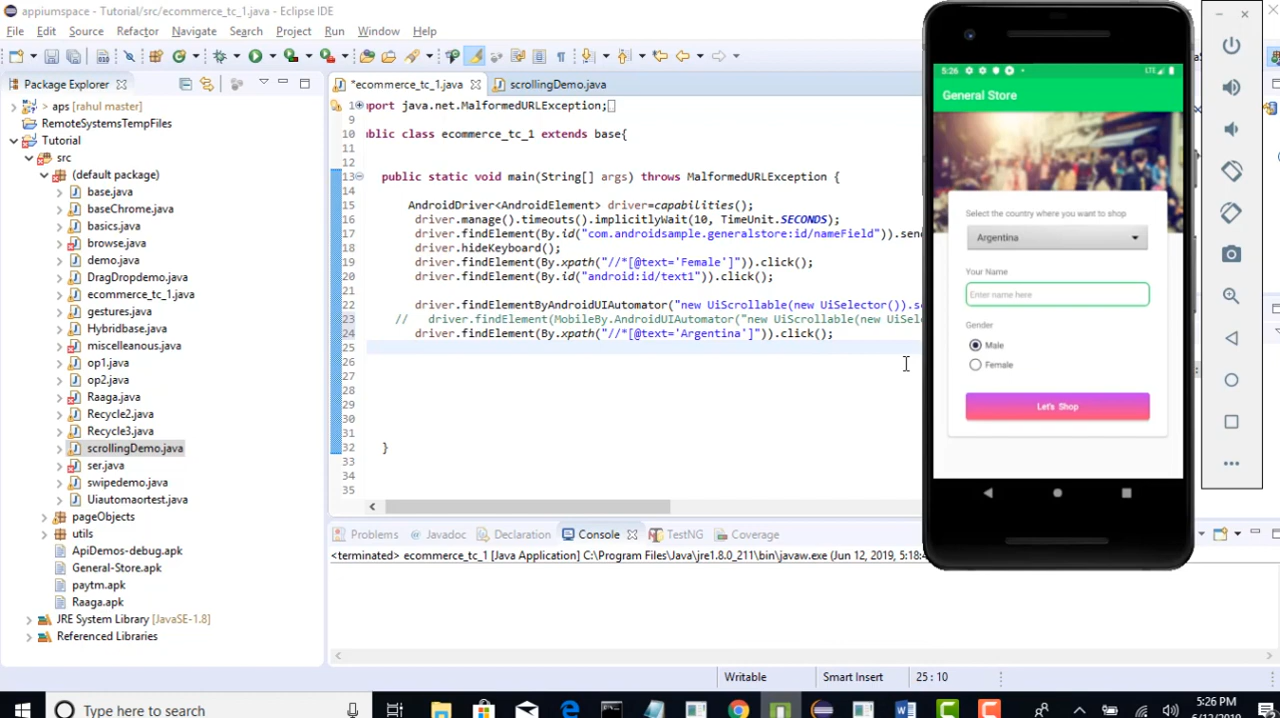 appiumspace - Tutorial/src/ecommerce_tc_1.java - Eclipse IDE
File Edit Source Refactor Navigate Search Project Run Window Help
Package Explorer
aps [rahul master]
RemoteSystemsTempFiles
Tutorial
src
(default package)
base.java
baseChrome.java
basics.java
browse.java
demo.java
DragDropdemo.java
ecommerce_tc_1.java
gestures.java
Hybridbase.java
miscelleanous.java
op1.java
op2.java
Raaga.java
Recycle2.java
Recycle3.java
scrollingDemo.java
ser.java
swipedemo.java
Uiautomaortest.java
pageObjects
utils
ApiDemos-debug.apk
General-Store.apk
paytm.apk
Raaga.apk
JRE System Library [JavaSE-1.8]
Referenced Libraries
*ecommerce_tc_1.java scrollingDemo.java
1 import java.net.MalformedURLException;
9
10 ublic class ecommerce_tc_1 extends base{
11
12
13 public static void main(String[] args) throws MalformedURLException {
14
15 AndroidDriver<AndroidElement> driver=capabilities();
16 driver.manage().timeouts().implicitlyWait(10, TimeUnit.SECONDS);
17 driver.findElement(By.id("com.androidsample.generalstore:id/nameField")).sen
18 driver.hideKeyboard();
19 driver.findElement(By.xpath("//*[@text='Female']")).click();
20 driver.findElement(By.id("android:id/text1")).click();
21
22 driver.findElementByAndroidUIAutomator("new UiScrollable(new UiSelector()).s
23 // driver.findElement(MobileBy.AndroidUIAutomator("new UiScrollable(new UiSel
24 driver.findElement(By.xpath("//*[@text='Argentina']")).click();
25
26
27
28
29
30
31
32 }
33
34
35
Problems Javadoc Declaration Console TestNG Coverage
<terminated> ecommerce_tc_1 [Java Application] C:\Program Files\Java\jre1.8.0_211\bin\javaw.exe (Jun 12, 2019, 5:18:4
Writable Smart Insert 25 : 10
5:26 LTE
General Store
Select the country where you want to shop
Argentina
Your Name
Enter name here
Gender
Male
Female
Let's Shop
Type here to search
5:26 PM